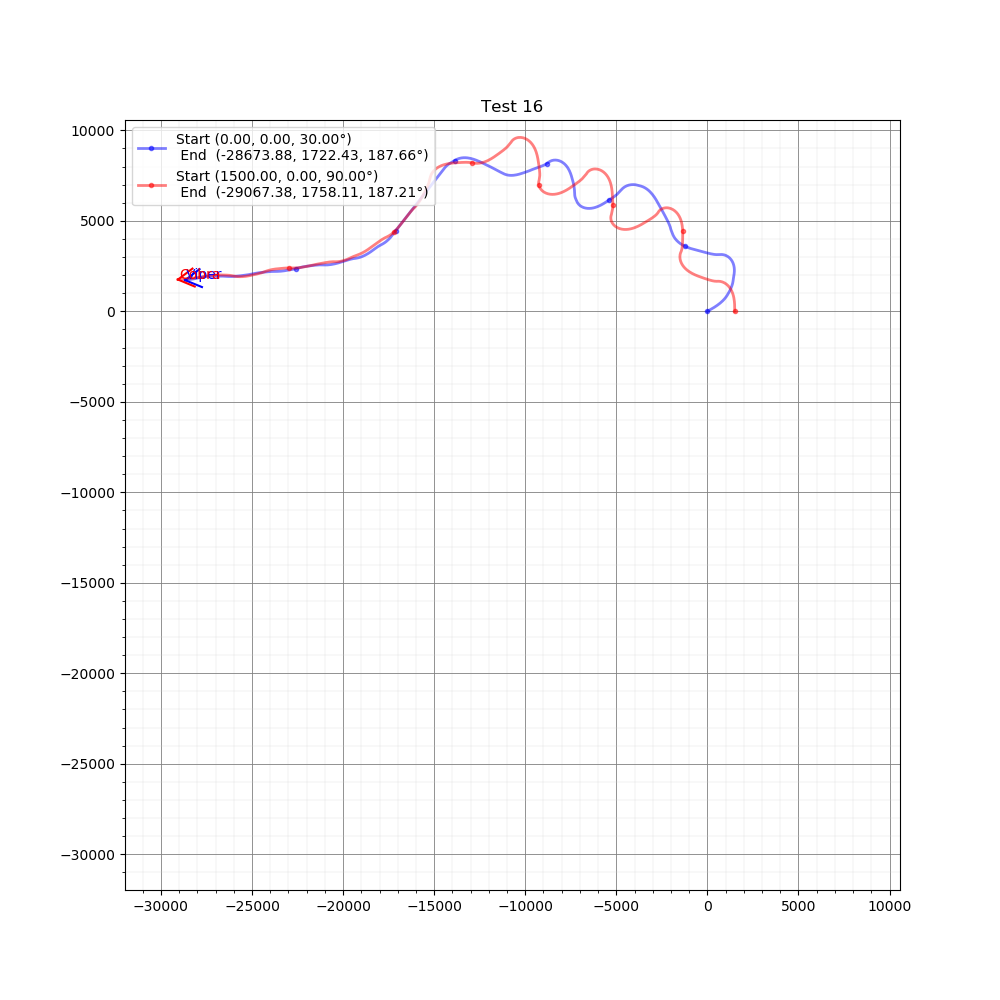 Test 16
Start (0.00, 0.00, 30.00°)
End (-28673.88, 1722.43, 187.66°)
Start (1500.00, 0.00, 90.00°)
End (-29067.38, 1758.11, 187.21°)
10000
5000
0
−5000
−10000
−15000
−20000
−25000
−30000
−30000 −25000 −20000 −15000 −10000 −5000 0 5000 10000